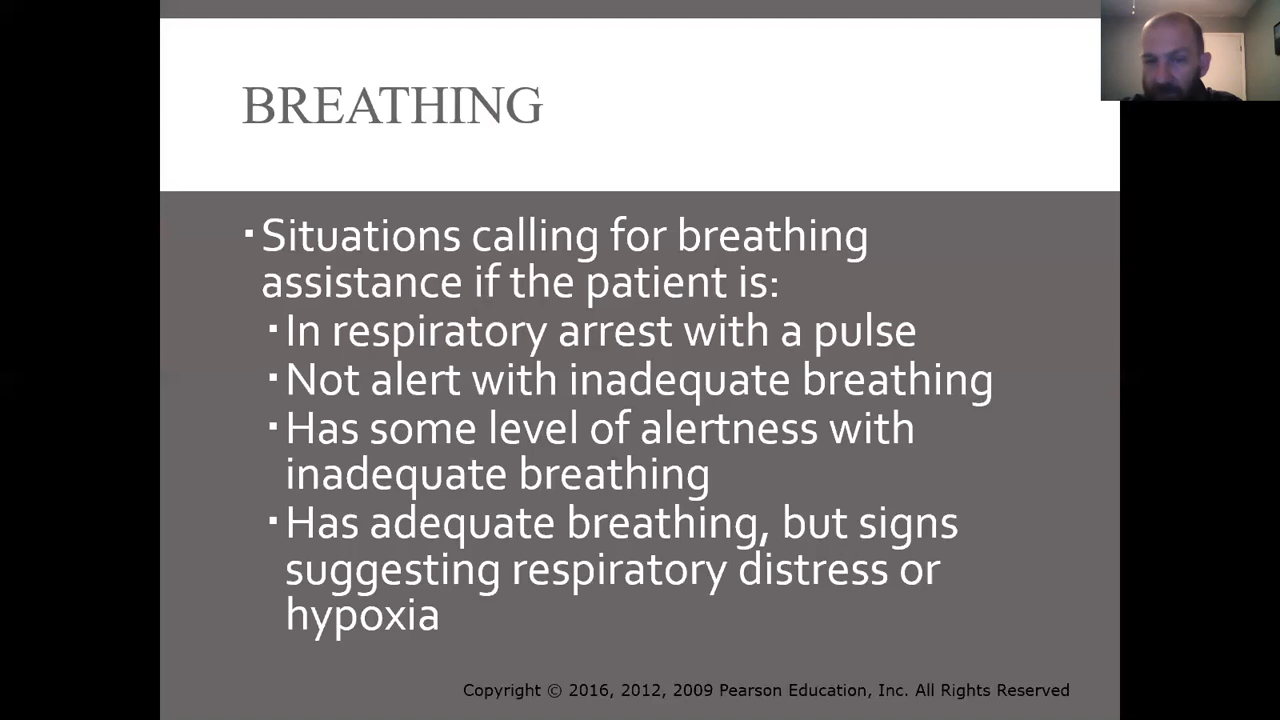 BREATHING
▪Situations calling for breathing
assistance if the patient is:
▪In respiratory arrest with a pulse
▪Not alert with inadequate breathing
▪Has some level of alertness with
inadequate breathing
▪Has adequate breathing, but signs
suggesting respiratory distress or
hypoxia
Copyright © 2016, 2012, 2009 Pearson Education, Inc. All Rights Reserved